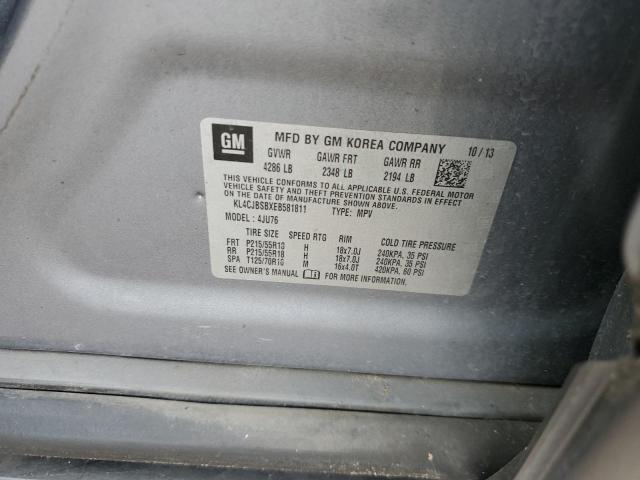 GM
MFD BY GM KOREA COMPANY 10 / 13
GVWR GAWR FRT GAWR RR
4286 LB 2348 LB 2194 LB
THIS VEHICLE CONFORMS TO ALL APPLICABLE U.S. FEDERAL MOTOR
VEHICLE SAFETY AND THEFT PREVENTION STANDARDS IN EFFECT
ON THE DATE OF MANUFACTURE SHOWN ABOVE.
KL4CJBSBXEB581811 TYPE: MPV
MODEL : 4JU76
TIRE SIZE SPEED RTG RIM COLD TIRE PRESSURE
FRT P215/55R18 H 18x7.0J 240KPA, 35 PSI
RR P215/55R18 H 18x7.0J 240KPA, 35 PSI
SPA T125/70R16 M 16x4.0T 420KPA, 60 PSI
SEE OWNER'S MANUAL FOR MORE INFORMATION.